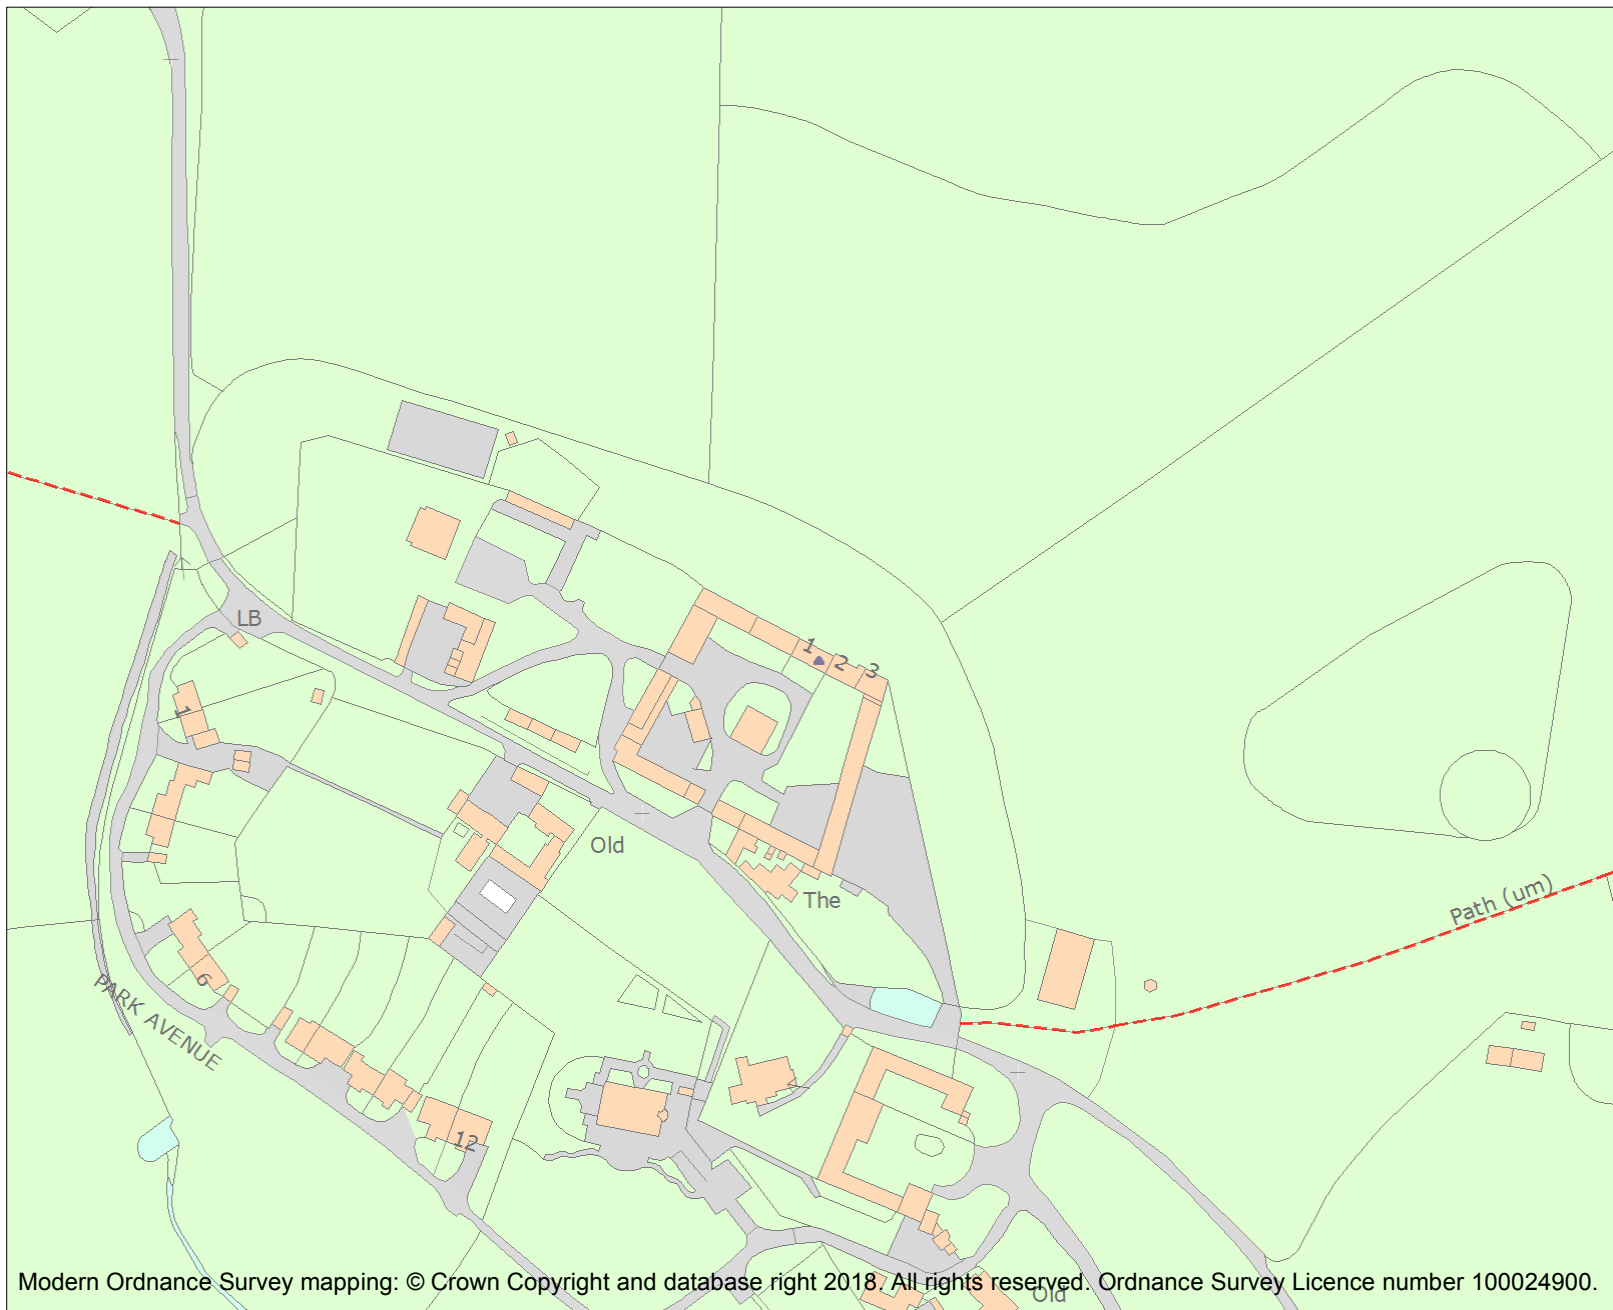 LB
1
2
3
1
Old
The
Path (um)
6
PARK AVENUE
12
Modern Ordnance Survey mapping: © Crown Copyright and database right 2018. All rights reserved. Ordnance Survey Licence number 100024900.
Old